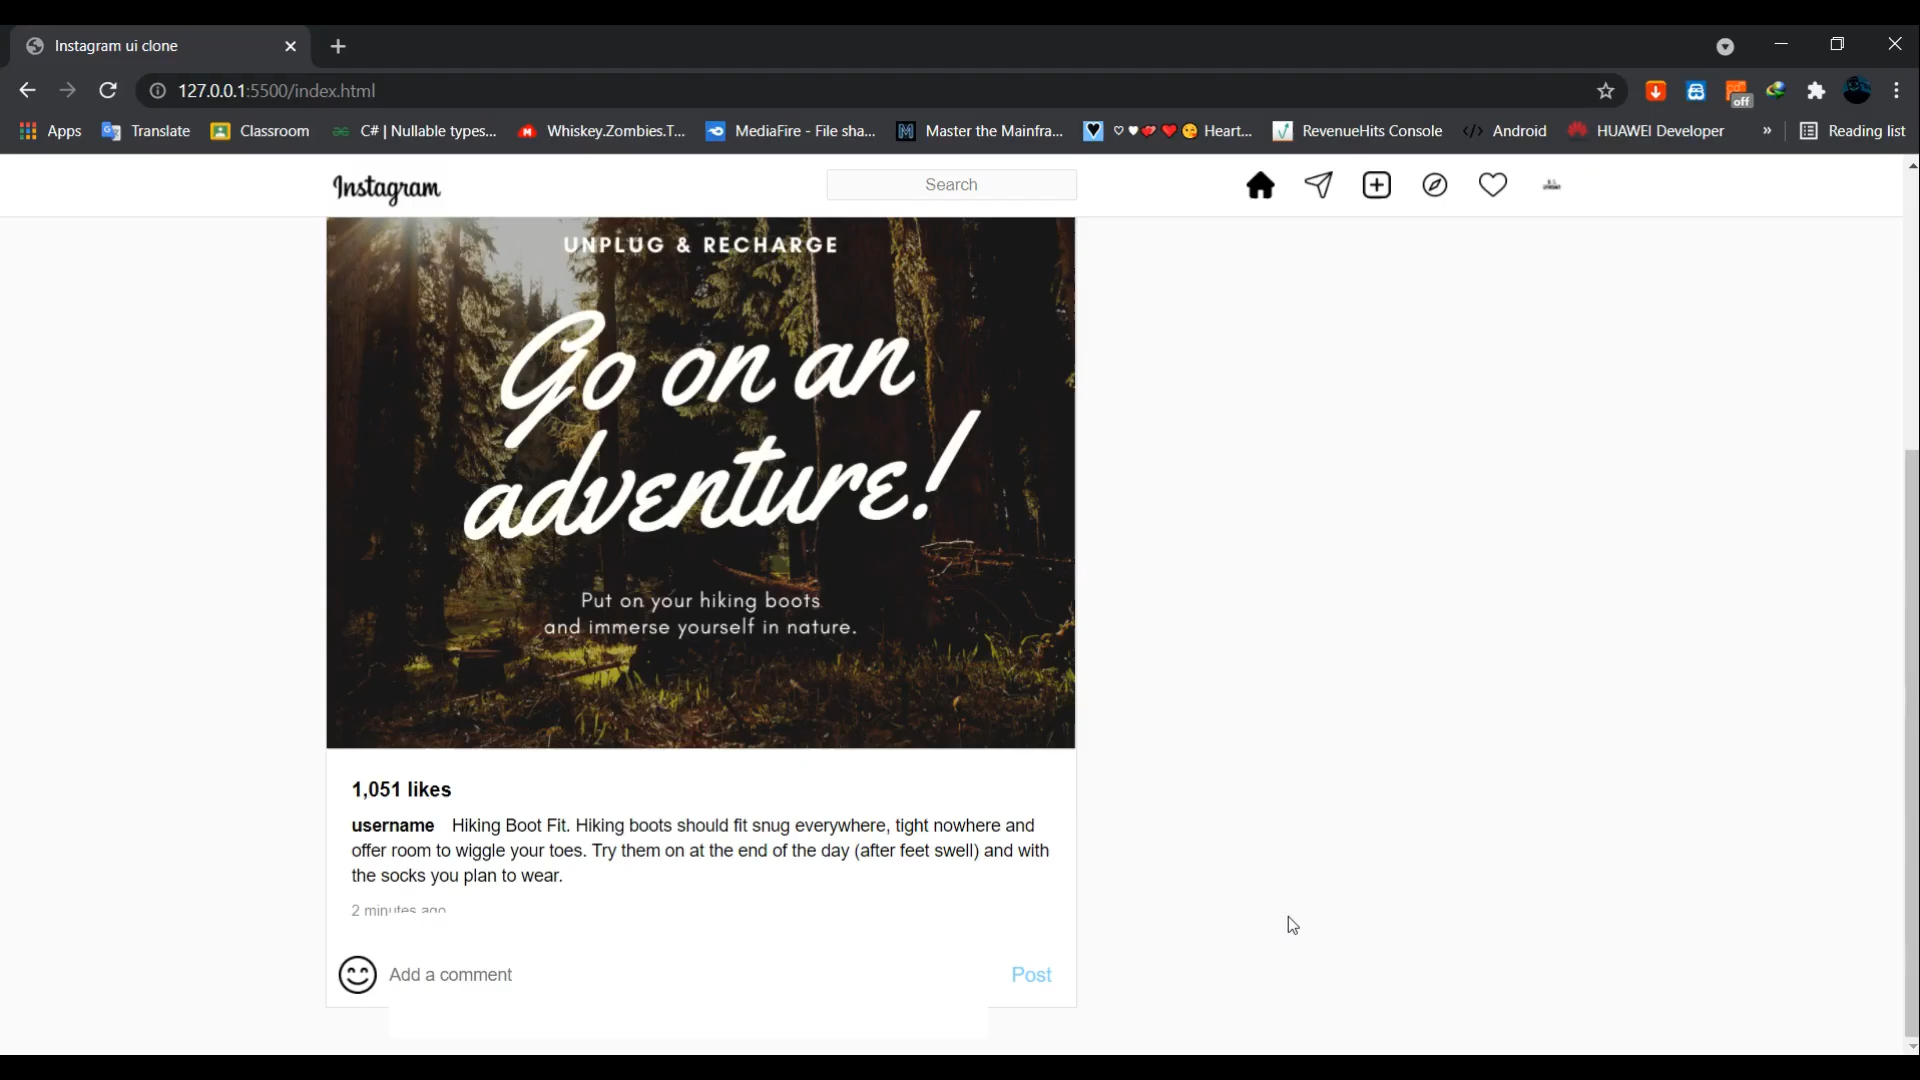 Instagram ui clone
127.0.0.1:5500/index.html
off
Apps Translate Classroom C# | Nullable types... Whiskey.Zombies.T... MediaFire - File sha... Master the Mainfra... Heart... RevenueHits Console Android HUAWEI Developer » Reading list
Instagram
Search
UNPLUG & RECHARGE
Go on an
adventure!
Put on your hiking boots
and immerse yourself in nature.
1,051 likes
username Hiking Boot Fit. Hiking boots should fit snug everywhere, tight nowhere and
offer room to wiggle your toes. Try them on at the end of the day (after feet swell) and with
the socks you plan to wear.
2 minutes ago
Add a comment
Post